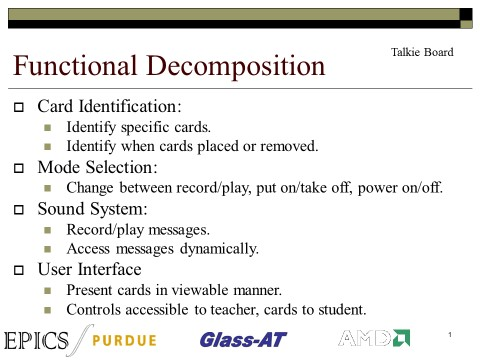 Talkie Board
Functional Decomposition
Card Identification:
Identify specific cards.
Identify when cards placed or removed.
Mode Selection:
Change between record/play, put on/take off, power on/off.
Sound System:
Record/play messages.
Access messages dynamically.
User Interface
Present cards in viewable manner.
Controls accessible to teacher, cards to student.
EPICS PURDUE Glass-AT AMD 1